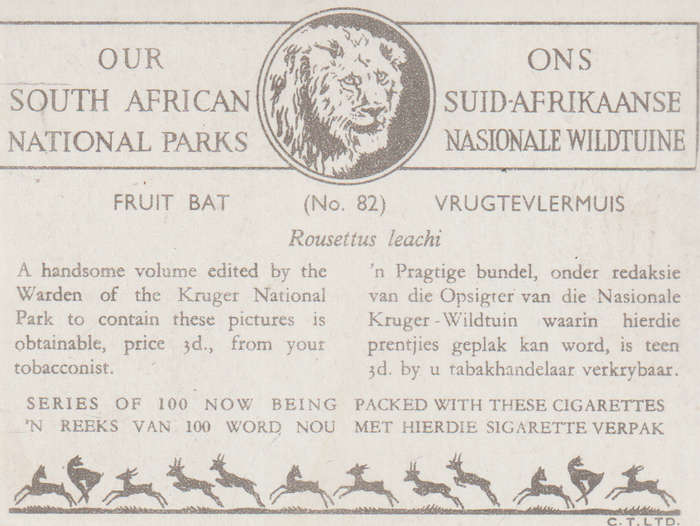 OUR
SOUTH AFRICAN
NATIONAL PARKS
ONS
SUID-AFRIKAANSE
NASIONALE WILDTUINE
FRUIT BAT (No. 82) VRUGTEVLERMUIS
Rousettus leachi
A handsome volume edited by the
Warden of the Kruger National
Park to contain these pictures is
obtainable, price 3d., from your
tobacconist.
'n Pragtige bundel, onder redaksie
van die Opsigter van die Nasionale
Kruger-Wildtuin waarin hierdie
prentjies geplak kan word, is teen
3d. by u tabakhandelaar verkrybaar.
SERIES OF 100 NOW BEING PACKED WITH THESE CIGARETTES
'N REEKS VAN 100 WORD NOU MET HIERDIE SIGARETTE VERPAK
C.T. LTD.